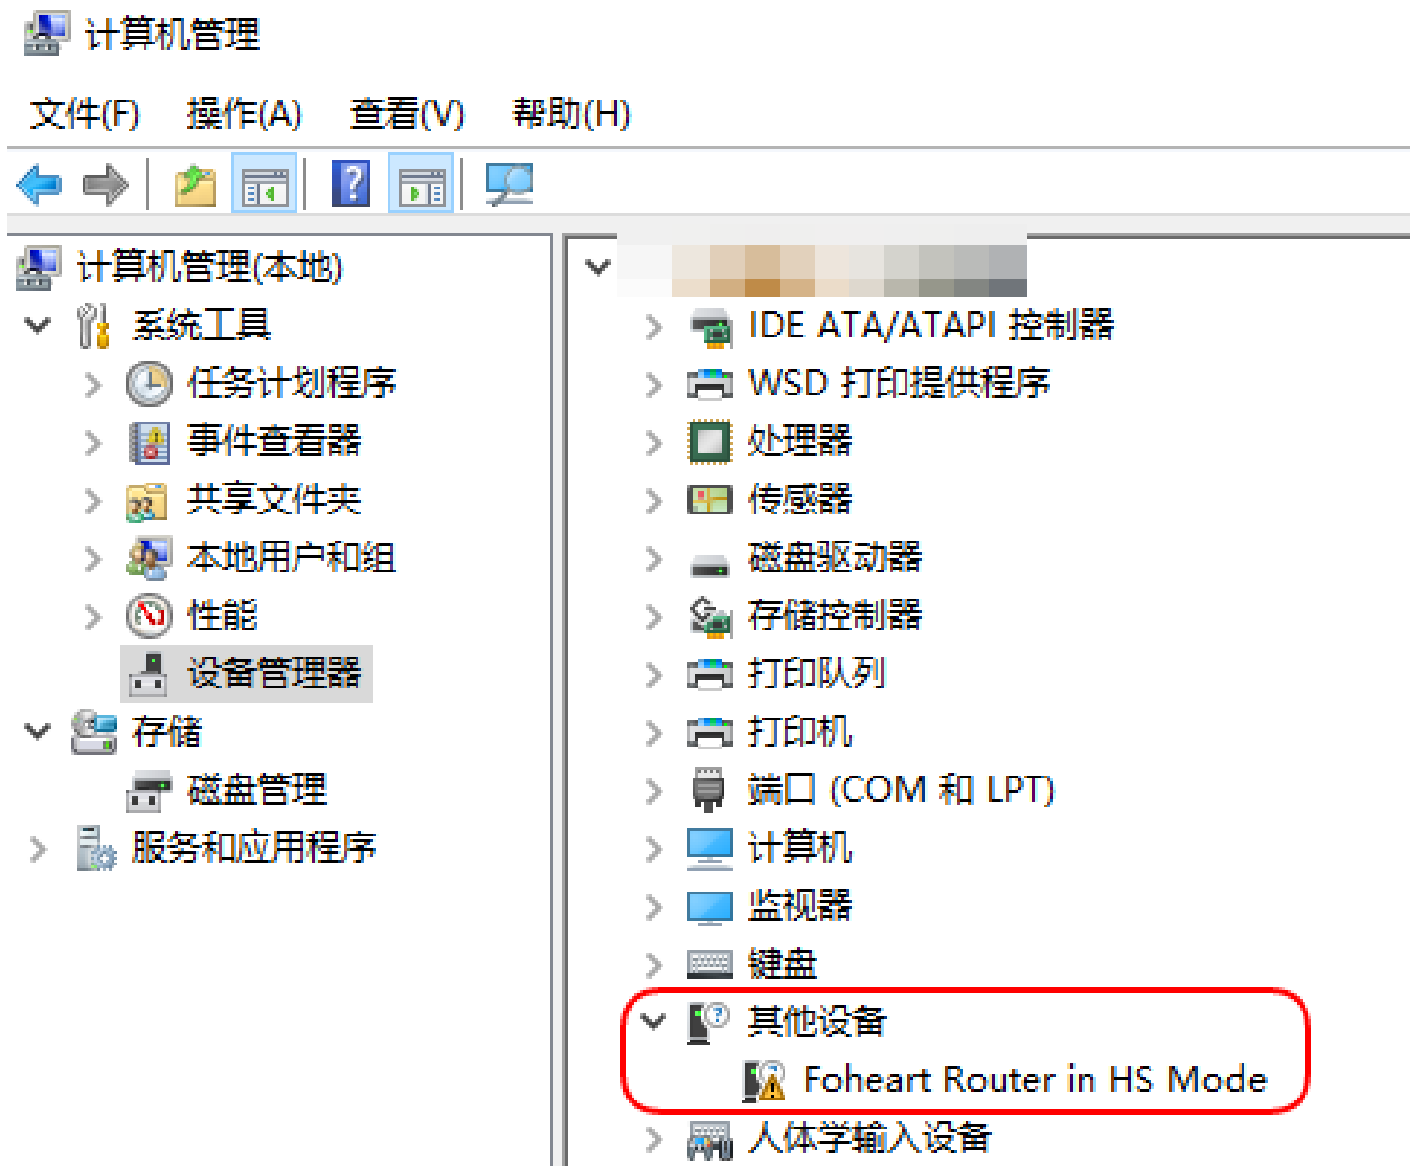 计算机管理
文件(F) 操作(A) 查看(V) 帮助(H)
计算机管理(本地)
系统工具
任务计划程序
事件查看器
共享文件夹
本地用户和组
性能
设备管理器
存储
磁盘管理
服务和应用程序
IDE ATA/ATAPI 控制器
WSD 打印提供程序
处理器
传感器
磁盘驱动器
存储控制器
打印队列
打印机
端口 (COM 和 LPT)
计算机
监视器
键盘
其他设备
Foheart Router in HS Mode
人体学输入设备